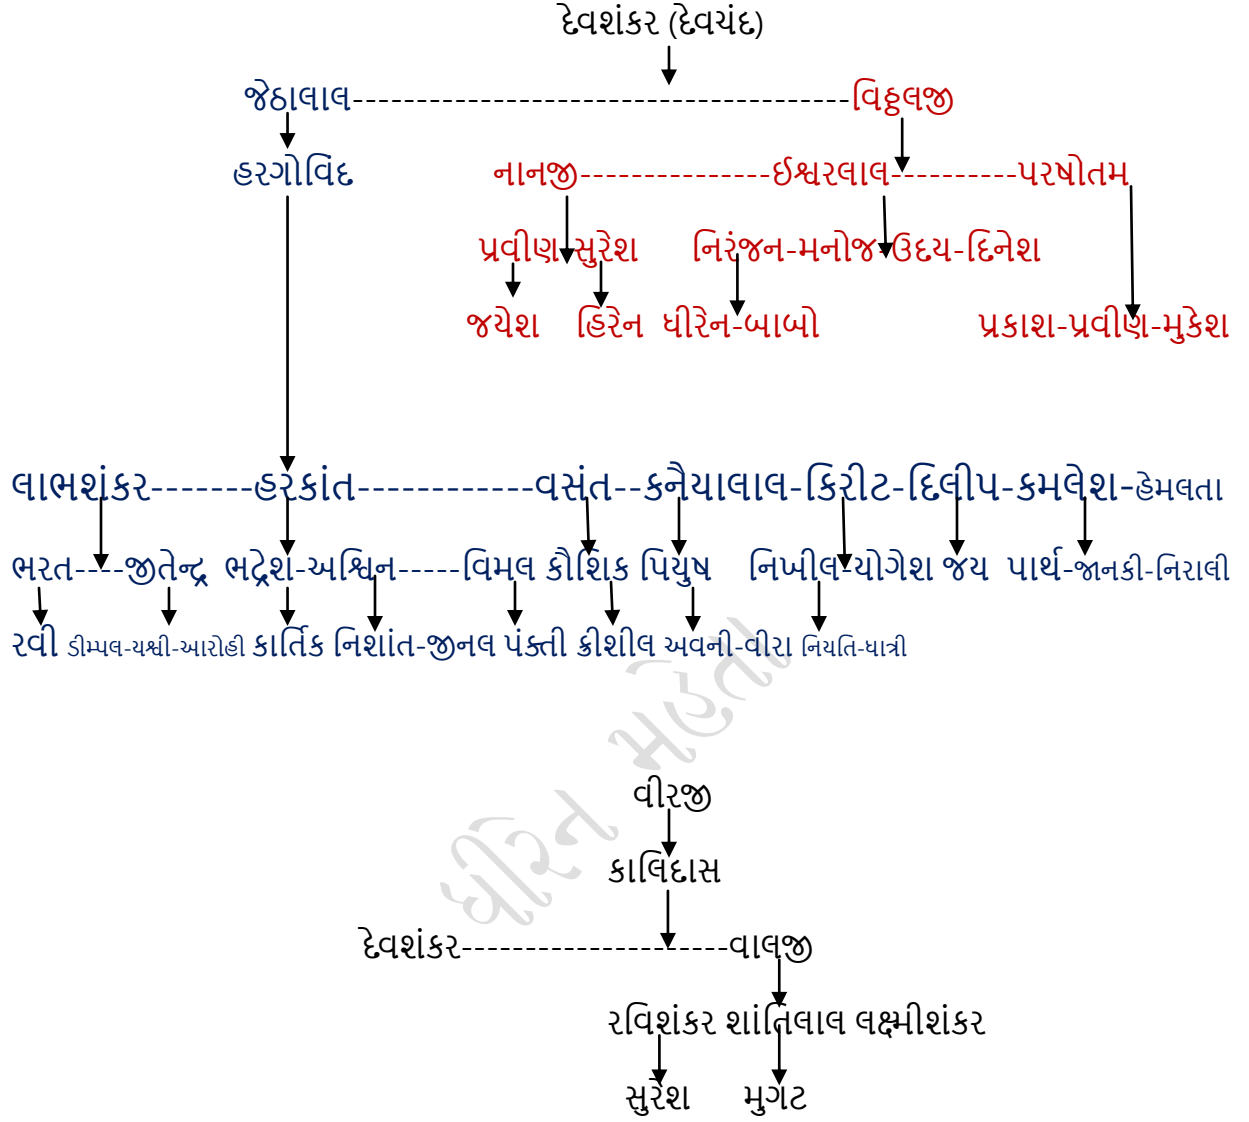 દેવશંકર (દેવચંદ)
જેઠાલાલ---------------------------------------વિઠ્ઠલજી
હરગોવિંદ નાનજી---------------ઈશ્વરલાલ----------પરષોતમ
પ્રવીણ-સુરેશ નિરંજન-મનોજ-ઉદય-દિનેશ
જયેશ હિરેન ધીરેન-બાબો પ્રકાશ-પ્રવીણ-મુકેશ
લાભશંકર-------હરકાંત------------વસંત--કનૈયાલાલ-કિરીટ-દિલીપ-કમલેશ-હેમલતા
ભરત----જીતેન્દ્ર ભદ્રેશ-અશ્વિન-----વિમલ કૌશિક પિયુષ નિખીલ-યોગેશ જય પાર્થ-જાનકી-નિરાલી
રવી ડીમ્પલ-યશ્વી-આરોહી કાર્તિક નિશાંત-જીનલ પંક્તી ક્રીશીલ અવની-વીરા નિયતિ-ધાત્રી
ધીરેન મહેતા
વીરજી
કાલિદાસ
દેવશંકર---------------------વાલજી
રવિશંકર શાંતિલાલ લક્ષ્મીશંકર
સુરેશ મુગટ